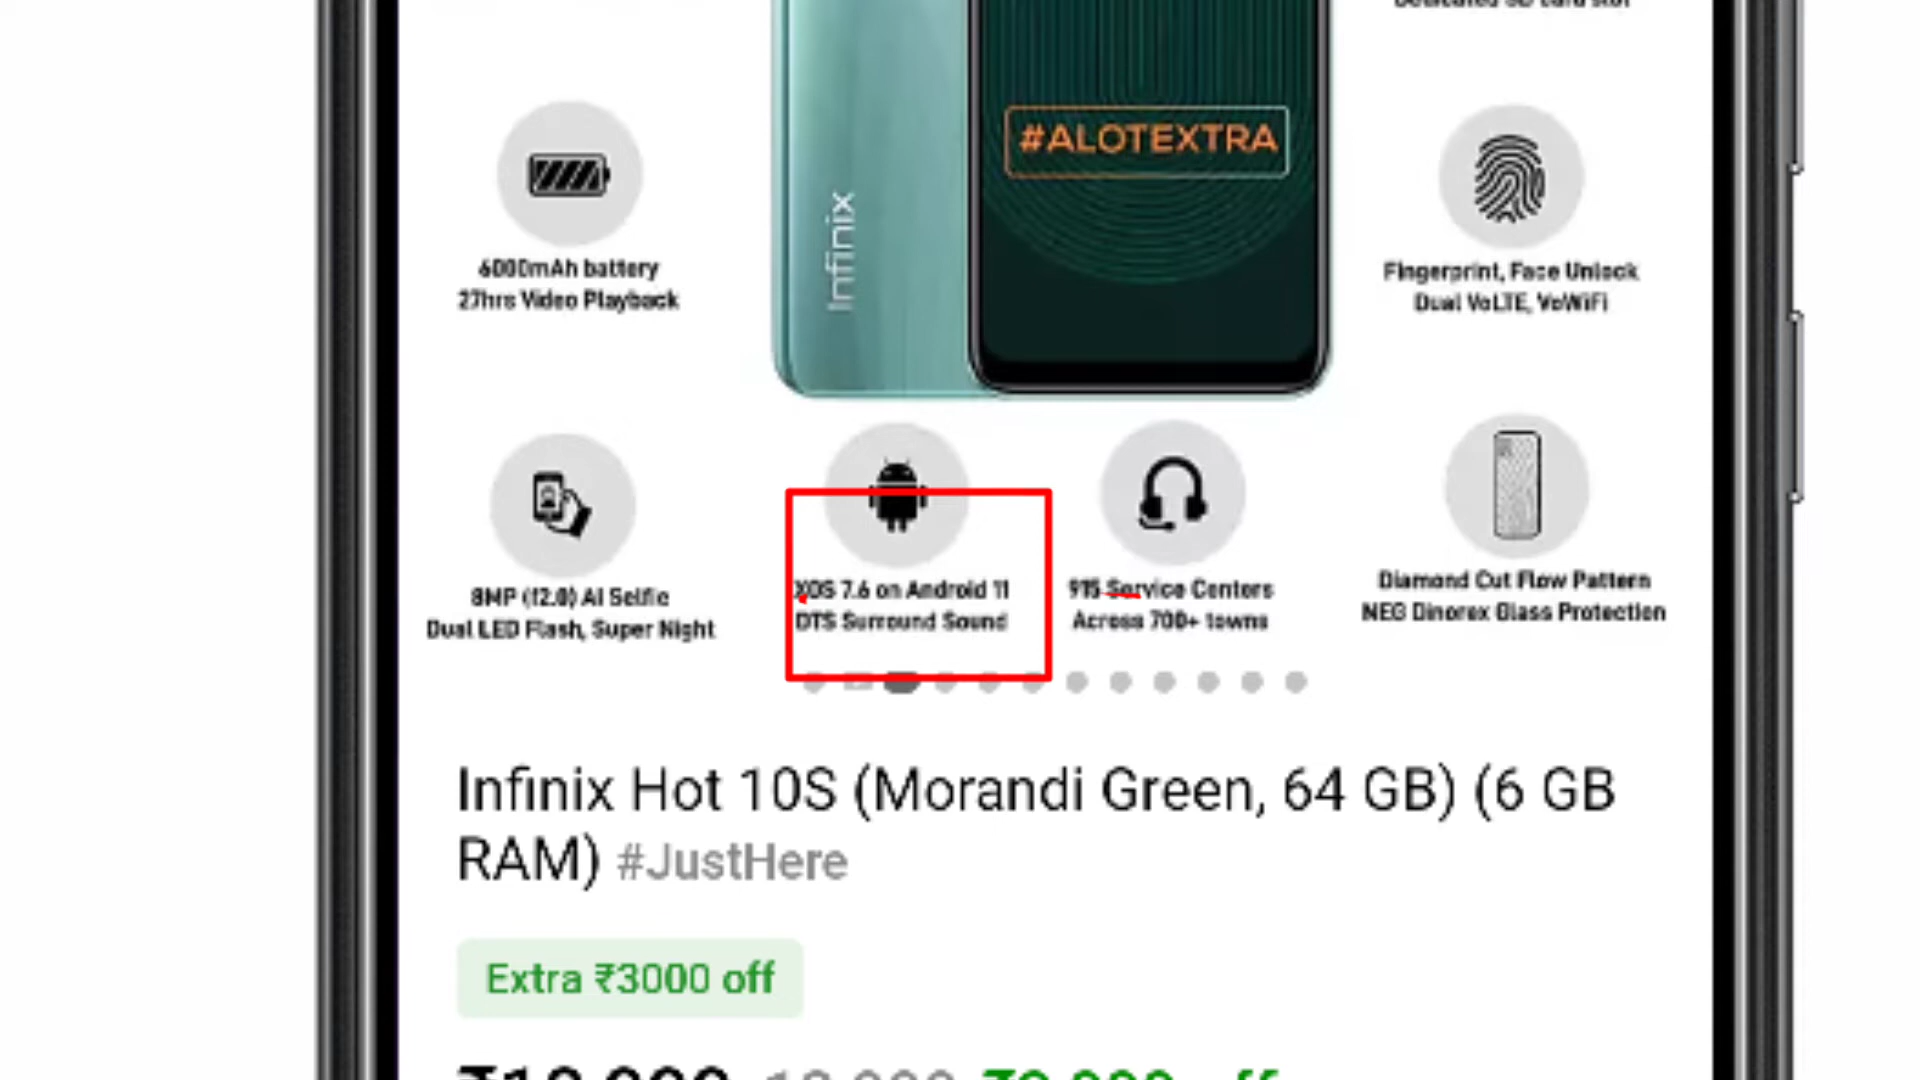 #ALOTEXTRA
Infinix
6000mAh battery
27hrs Video Playback
Fingerprint, Face Unlock
Dual VoLTE, VoWiFi
8MP (f2.0) AI Selfie
Dual LED Flash, Super Night
XOS 7.6 on Android 11
DTS Surround Sound
915 Service Centers
Across 700+ towns
Diamond Cut Flow Pattern
NEG Dinorex Glass Protection
Infinix Hot 10S (Morandi Green, 64 GB) (6 GB
RAM) #JustHere
Extra ₹3000 off